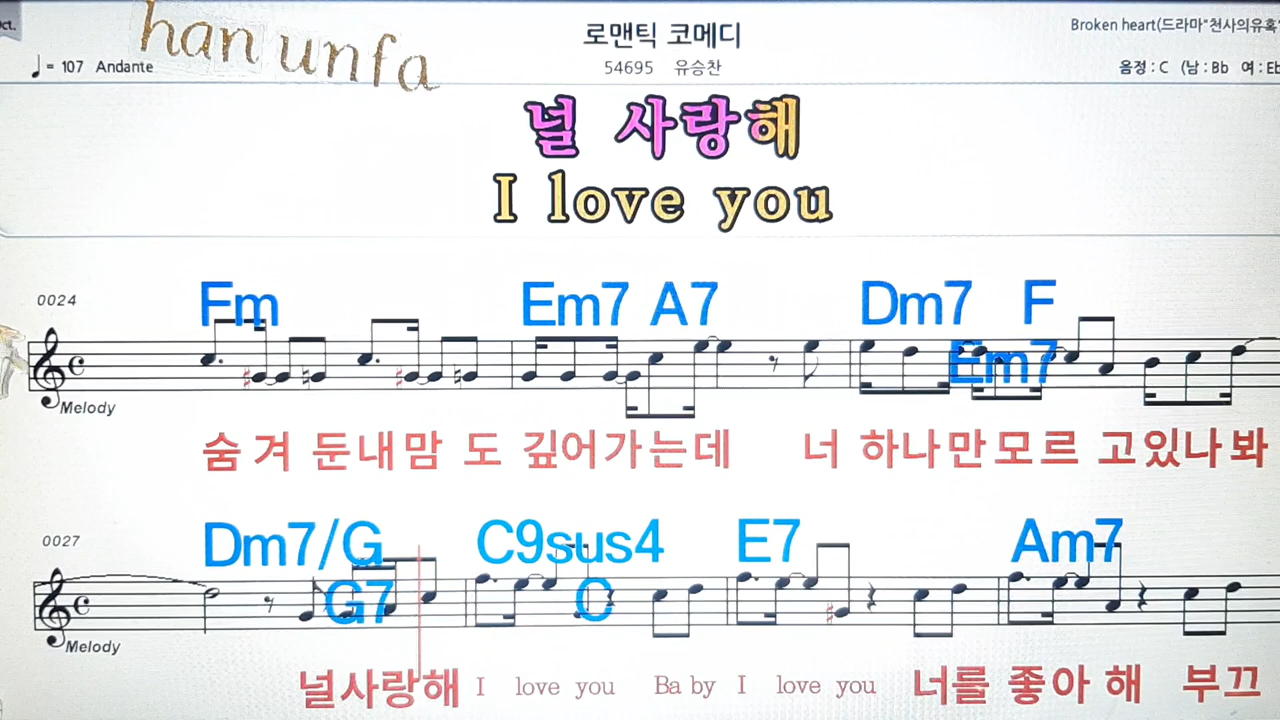 han unfa
로맨틱 코메디
Broken heart(드라마"천사의유혹"
♩= 107 Andante
54695 유승찬
음정 : C (남 : Bb 여 : Eb
널 사랑해
I love you
0024
Fm Em7 A7 Dm7 F
Em7
Melody
숨 겨 둔내맘 도 깊어가는데 너 하나만모르 고있나봐
0027
Dm7/G C9sus4 E7 Am7
G7 C
Melody
널사랑해 I love you Ba by I love you 너를 좋아 해 부끄